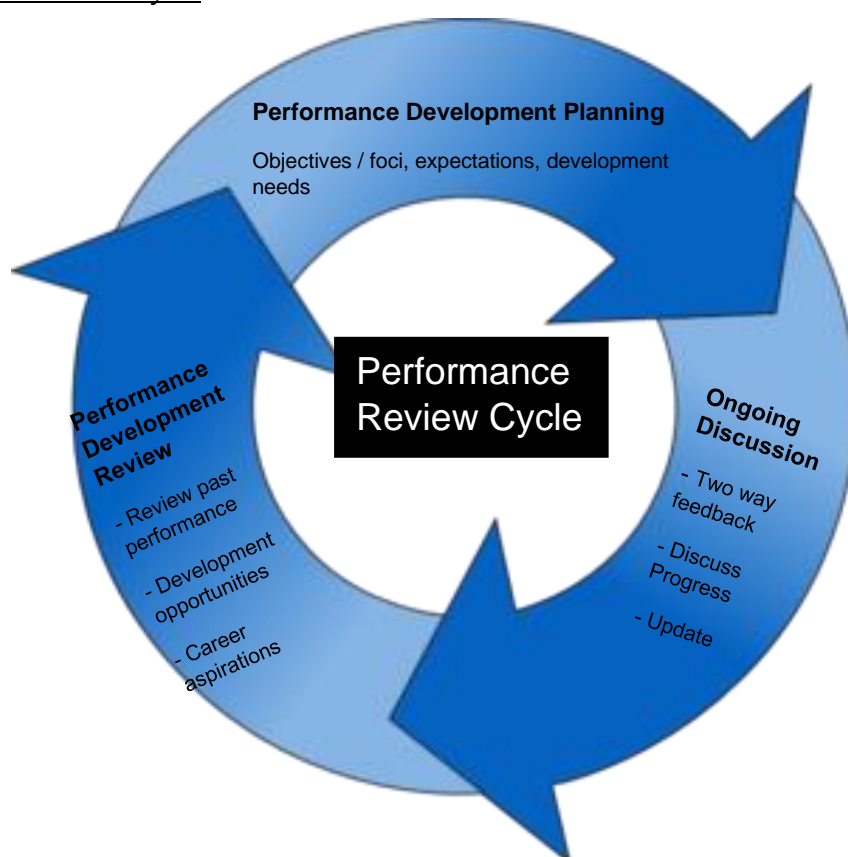 Performance Development Planning
Objectives / foci, expectations, development
needs
Performance
Review Cycle
Ongoing
Discussion
- Two way
feedback
- Discuss
Progress
- Update
Performance
Development
Review
- Review past
performance
- Development
opportunities
- Career
aspirations